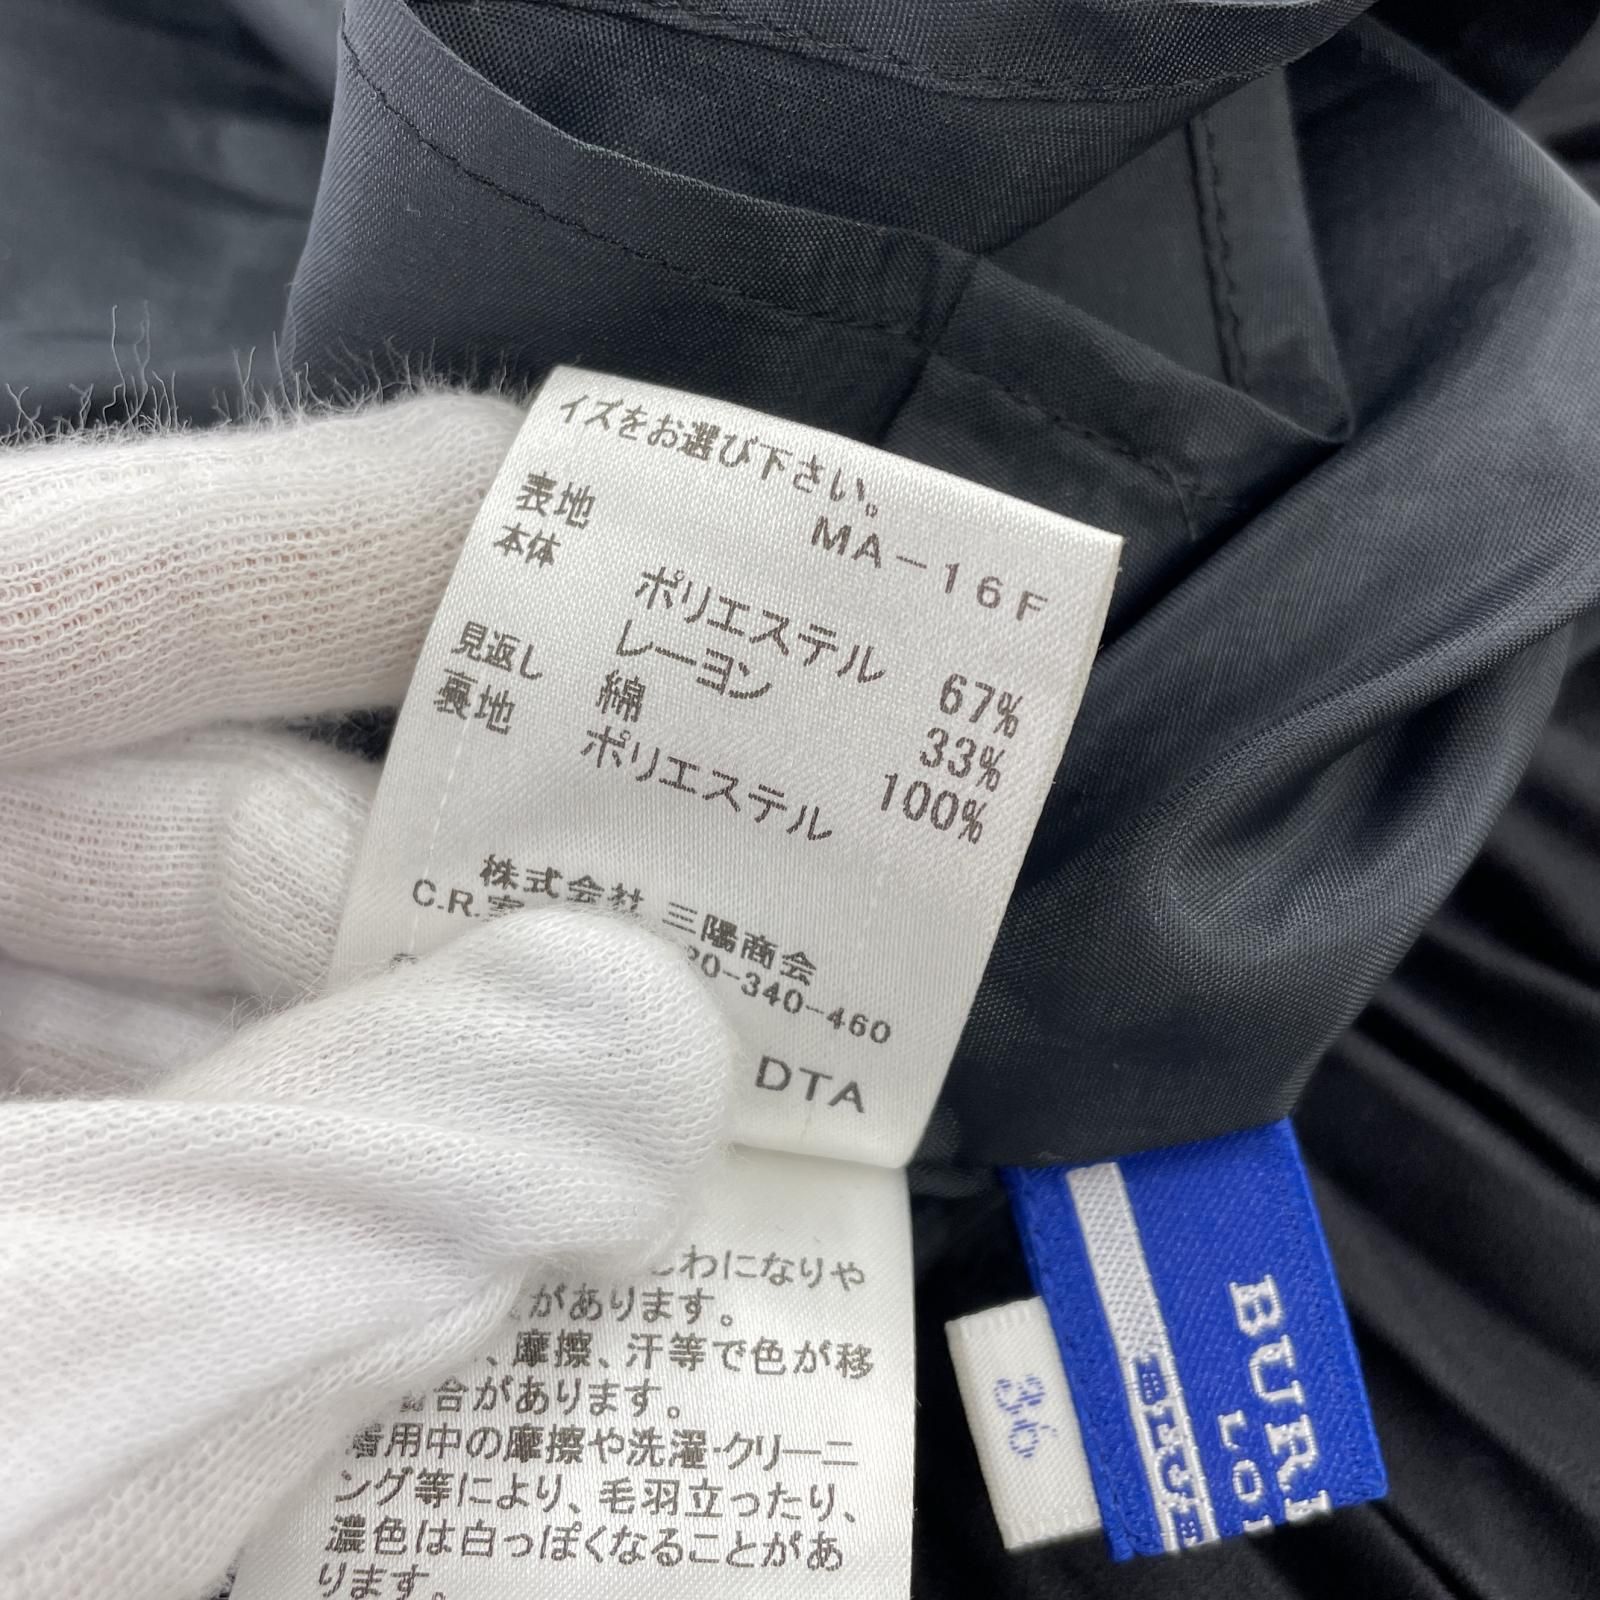 イズをお選び下さい。
MA-16F
表地
本体
ポリエステル 67%
レーヨン 33%
見返し 綿 100%
裏地 ポリエステル
株式会社 三陽商会
C.R.
20-340-460
DTA
わになりや
があります。
、摩擦、汗等で色が移
合があります。
着用中の摩擦や洗濯・クリーニ
ング等により、毛羽立ったり、
濃色は白っぽくなることがあ
ります。
36
BUR
LO
BLUE